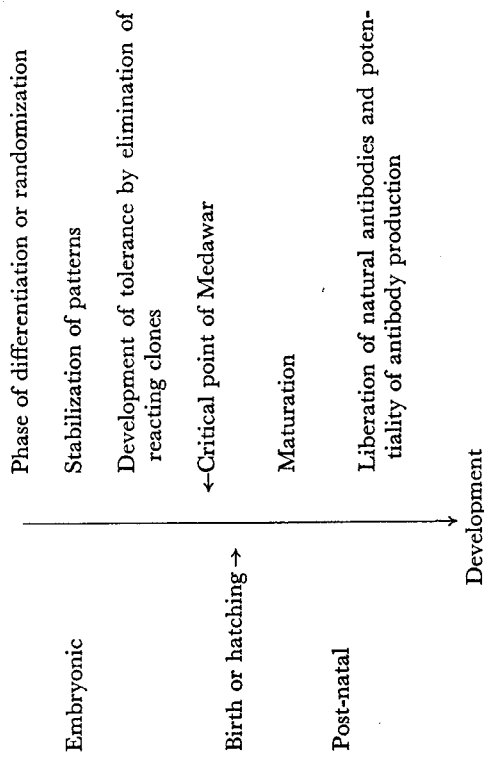 Phase of differentiation or randomization
Embryonic
Stabilization of patterns
Development of tolerance by elimination of
reacting clones
←Critical point of Medawar
Birth or hatching→
Maturation
Post-natal
Liberation of natural antibodies and poten-
tiality of antibody production
Development